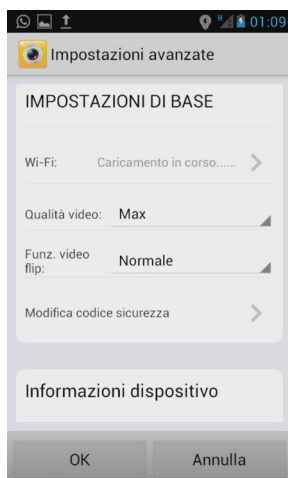 01:09
Impostazioni avanzate
IMPOSTAZIONI DI BASE
Wi-Fi: Caricamento in corso......
Qualità video: Max
Funz. video
flip: Normale
Modifica codice sicurezza
Informazioni dispositivo
OK Annulla